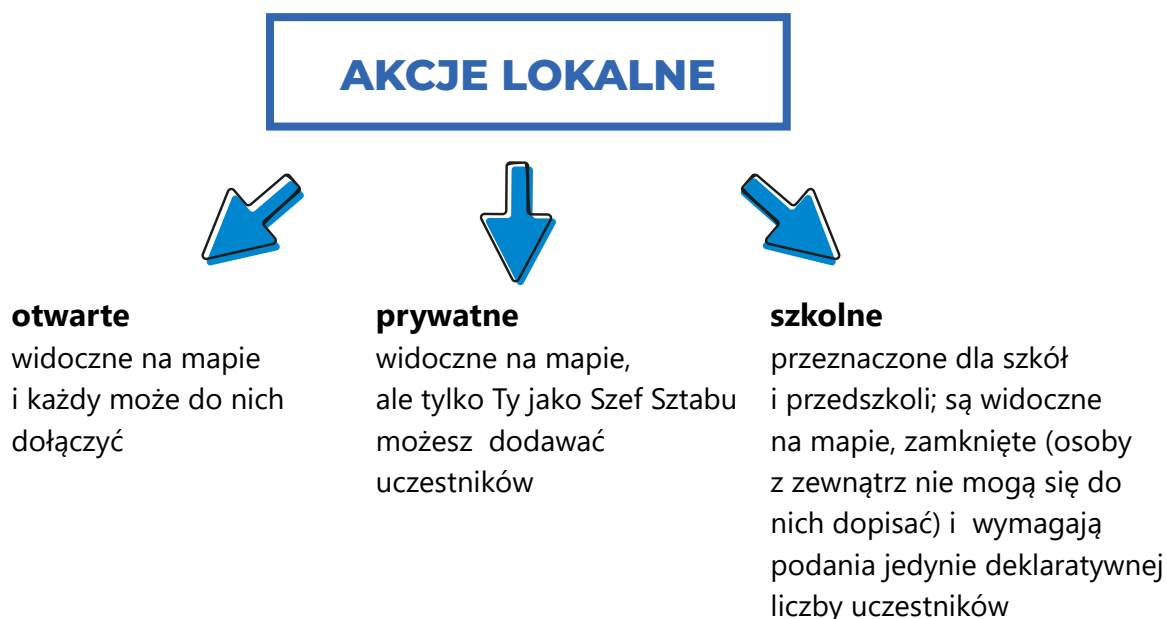 AKCJE LOKALNE
otwarte
widoczne na mapie
i każdy może do nich
dołączyć
prywatne
widoczne na mapie,
ale tylko Ty jako Szef Sztabu
możesz  dodawać
uczestników
szkolne
przeznaczone dla szkół
i przedszkoli; są widoczne
na mapie, zamknięte (osoby
z zewnątrz nie mogą się do
nich dopisać) i  wymagają
podania jedynie deklaratywnej
liczby uczestników